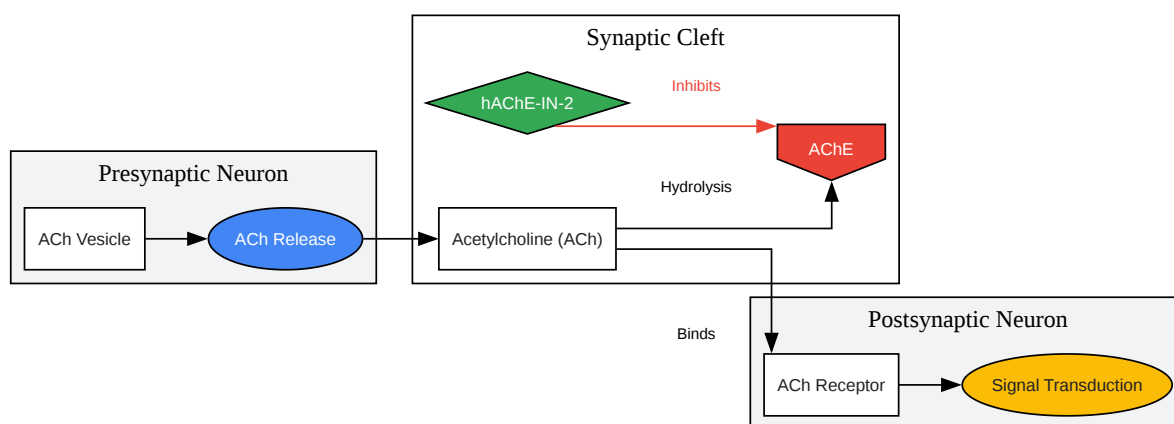 Synaptic Cleft
hAChE-IN-2
Inhibits
AChE
Presynaptic Neuron
Hydrolysis
ACh Vesicle
ACh Release
Acetylcholine (ACh)
Postsynaptic Neuron
Binds
ACh Receptor
Signal Transduction